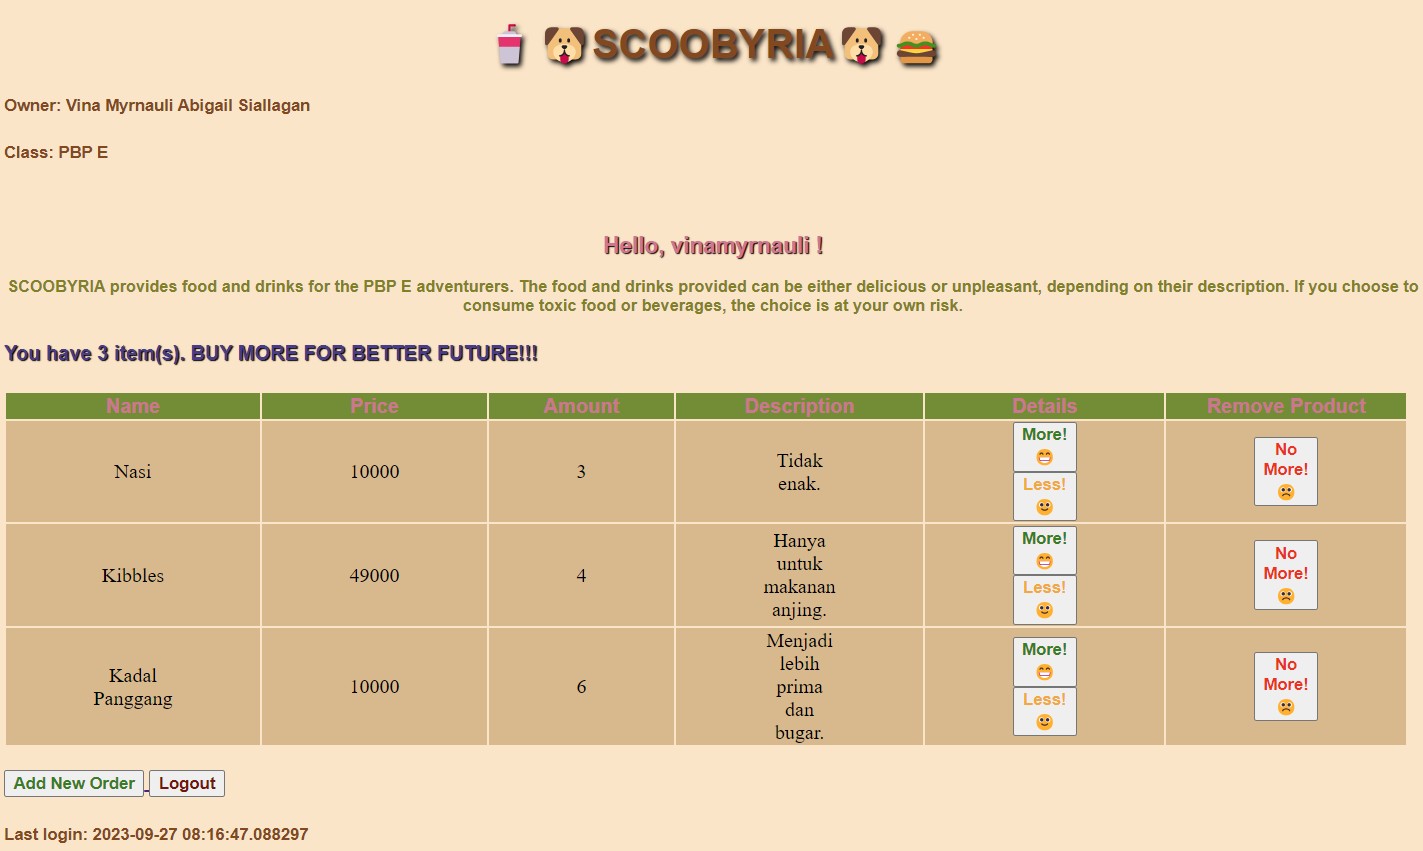 SCOOBYRIA
Owner: Vina Myrnauli Abigail Siallagan
Class: PBP E
Hello, vinamyrnauli !
SCOOBYRIA provides food and drinks for the PBP E adventurers. The food and drinks provided can be either delicious or unpleasant, depending on their description. If you choose to
consume toxic food or beverages, the choice is at your own risk.
You have 3 item(s). BUY MORE FOR BETTER FUTURE!!!
Name Price Amount Description Details Remove Product
Nasi
10000
3
Tidak
enak.
More!
Less!
No
More!
Kibbles
49000
4
Hanya
untuk
makanan
anjing.
More!
Less!
No
More!
Kadal
Panggang
10000
6
Menjadi
lebih
prima
dan
bugar.
More!
Less!
No
More!
Add New Order Logout
Last login: 2023-09-27 08:16:47.088297